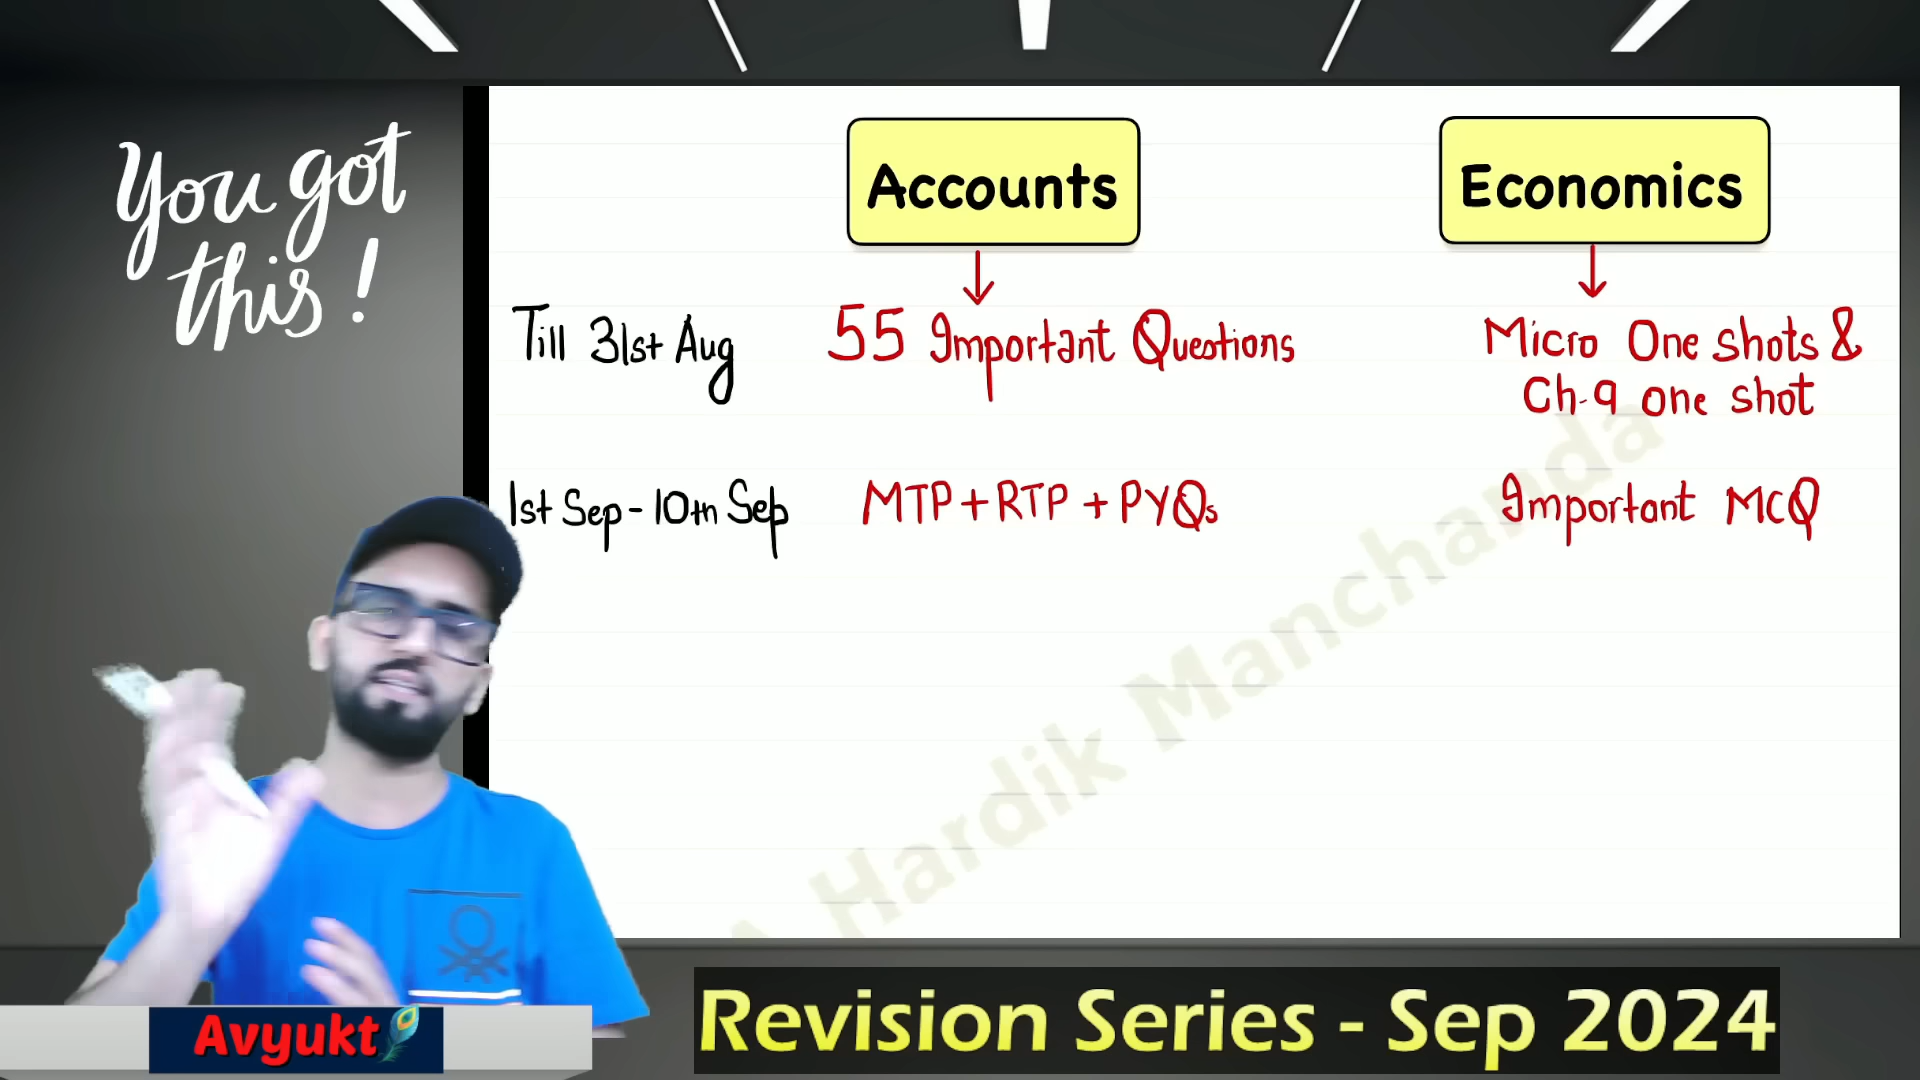 You got
this!
Accounts
Economics
Till 31st Aug
55 Important Questions
Micro One Shots &
Ch-9 one shot
1st Sep - 10th Sep
MTP + RTP + PYQs
Important MCQ
A Hardik Manchanda
Avyukt
Revision Series - Sep 2024